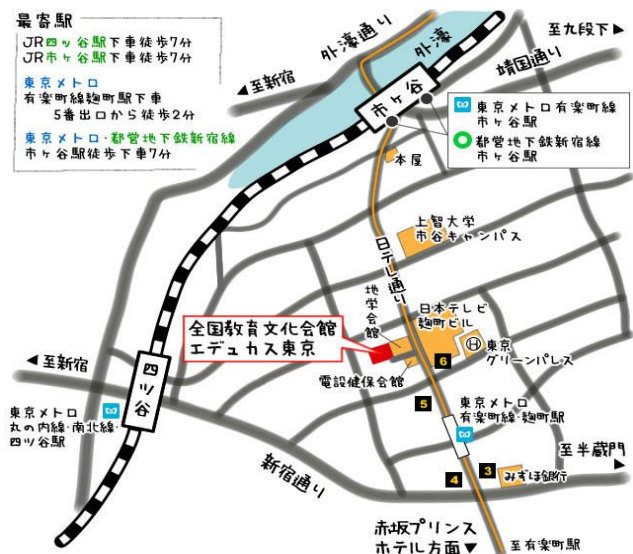 最寄駅
JR四ッ谷駅下車徒歩7分
JR市ヶ谷駅下車徒歩7分
東京メトロ
有楽町線麹町駅下車
5番出口から徒歩2分
東京メトロ・都営地下鉄新宿線
市ヶ谷駅徒歩下車7分
外濠通り
外濠
至九段下▶
靖国通り
◀至新宿
市ヶ谷
東京メトロ有楽町線
市ヶ谷駅
都営地下鉄新宿線
市ヶ谷駅
本屋
上智大学
市谷キャンパス
日テレ通り
地学会館
日本テレビ
麹町ビル
全国教育文化会館
エデュカス東京
H
東京
グリーンパレス
電設健保会館
6
◀至新宿
四ッ谷
東京メトロ
丸の内線・南北線・
四ッ谷駅
5
東京メトロ
有楽町線・麹町駅
新宿通り
至半蔵門
▶
4
3
みずほ銀行
赤坂プリンス
ホテル方面▼
至有楽町駅